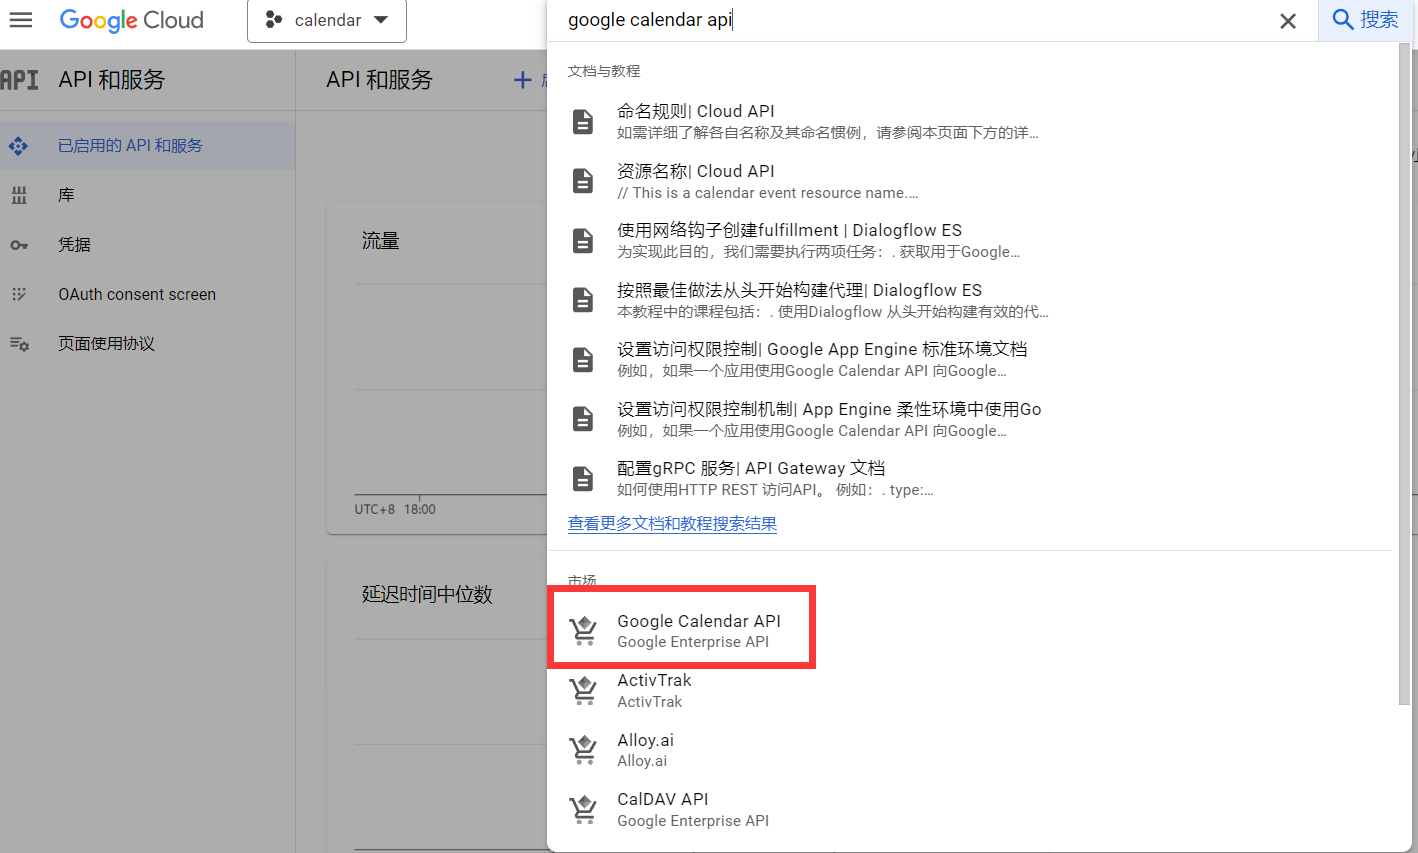 Google Cloud
calendar
google calendar api
搜索
API
API 和服务
API 和服务
已启用的 API 和服务
库
凭据
OAuth consent screen
页面使用协议
流量
UTC+8 18:00
延迟时间中位数
文档与教程
命名规则| Cloud API
如需详细了解各自名称及其命名惯例，请参阅本页面下方的详...
资源名称| Cloud API
// This is a calendar event resource name....
使用网络钩子创建fulfillment | Dialogflow ES
为实现此目的，我们需要执行两项任务：. 获取用于Google...
按照最佳做法从头开始构建代理| Dialogflow ES
本教程中的课程包括：. 使用Dialogflow 从头开始构建有效的代...
设置访问权限控制| Google App Engine 标准环境文档
例如，如果一个应用使用Google Calendar API 向Google...
设置访问权限控制机制| App Engine 柔性环境中使用Go
例如，如果一个应用使用Google Calendar API 向Google...
配置gRPC 服务| API Gateway 文档
如何使用HTTP REST 访问API。 例如：. type:...
查看更多文档和教程搜索结果
市场
Google Calendar API
Google Enterprise API
ActivTrak
ActivTrak
Alloy.ai
Alloy.ai
CalDAV API
Google Enterprise API